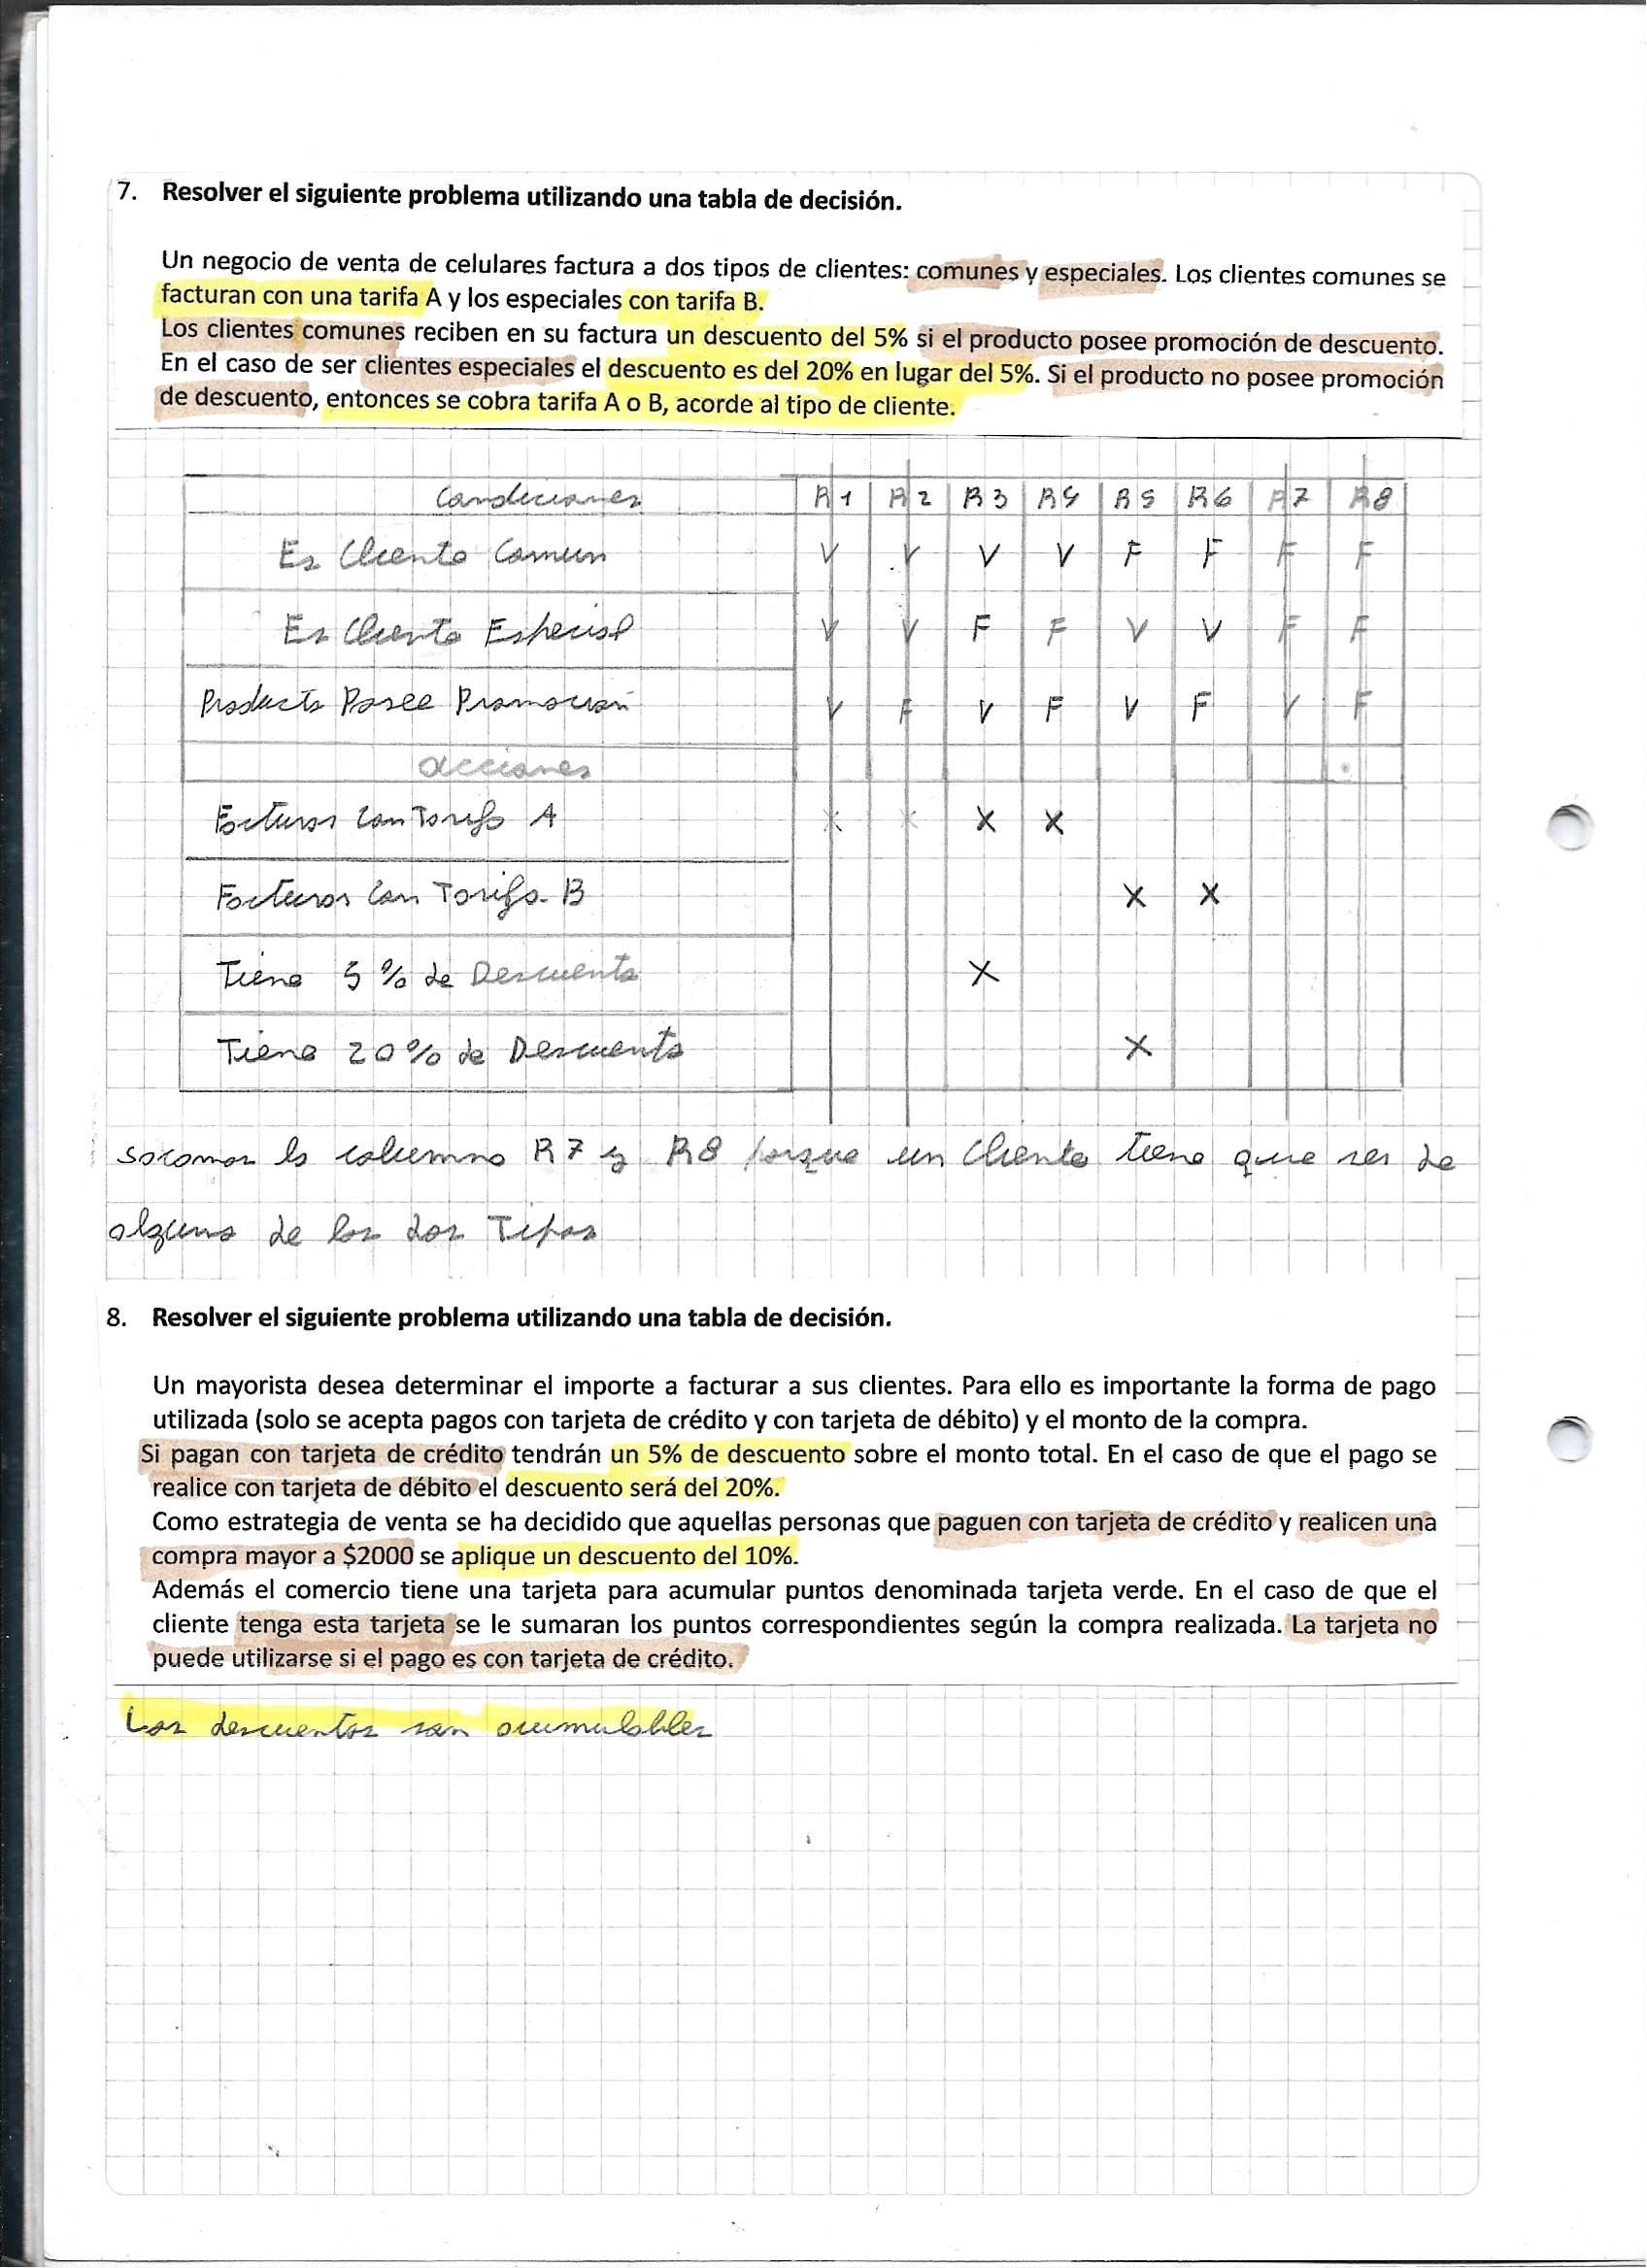 7. Resolver el siguiente problema utilizando una tabla de decisión.
Un negocio de venta de celulares factura a dos tipos de clientes: comunes y especiales. Los clientes comunes se
facturan con una tarifa A y los especiales con tarifa B.
Los clientes comunes reciben en su factura un descuento del 5% si el producto posee promoción de descuento.
En el caso de ser clientes especiales el descuento es del 20% en lugar del 5%. Si el producto no posee promoción
de descuento, entonces se cobra tarifa A o B, acorde al tipo de cliente.
Condiciones R1 R2 R3 R4 R5 R6 R7 R8
Es Cliente Comun V V V V F F F F
Es Cliente Especial V V F F V V F F
Producto Posee Promoción V F V F V F V F
acciones
Facturar Con Tarifa A X X X X
Facturar Con Tarifa B X X
Tiene 5% de Descuento X
Tiene 20% de Descuento X
sacamos la columna R7 y R8 porque un Cliente tiene que ser de
alguno de los dos Tipos
8. Resolver el siguiente problema utilizando una tabla de decisión.
Un mayorista desea determinar el importe a facturar a sus clientes. Para ello es importante la forma de pago
utilizada (solo se acepta pagos con tarjeta de crédito y con tarjeta de débito) y el monto de la compra.
Si pagan con tarjeta de crédito tendrán un 5% de descuento sobre el monto total. En el caso de que el pago se
realice con tarjeta de débito el descuento será del 20%.
Como estrategia de venta se ha decidido que aquellas personas que paguen con tarjeta de crédito y realicen una
compra mayor a $2000 se aplique un descuento del 10%.
Además el comercio tiene una tarjeta para acumular puntos denominada tarjeta verde. En el caso de que el
cliente tenga esta tarjeta se le sumaran los puntos correspondientes según la compra realizada. La tarjeta no
puede utilizarse si el pago es con tarjeta de crédito.
Los descuentos son acumulables